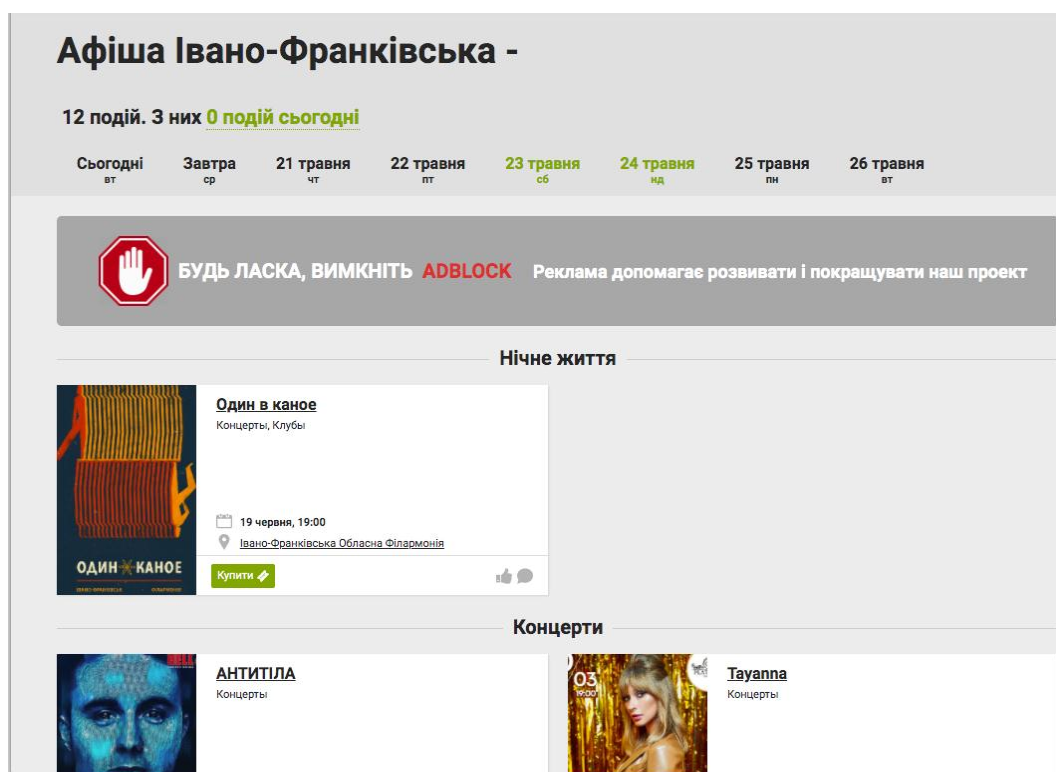 Афіша Івано-Франківська -
12 подій. З них 0 подій сьогодні
Сьогодні Завтра 21 травня 22 травня 23 травня 24 травня 25 травня 26 травня
вт ср чт пт сб нд пн вт
БУДЬ ЛАСКА, ВИМКНІТЬ ADBLOCK Реклама допомагає розвивати і покращувати наш проект
Нічне життя
Один в каное
Концерты, Клубы
19 червня, 19:00
Івано-Франківська Обласна Філармонія
ОДИН КАНОЕ
Купити
Концерти
HELL
АНТИТІЛА
Концерты
03
19:00
Tayanna
Концерты